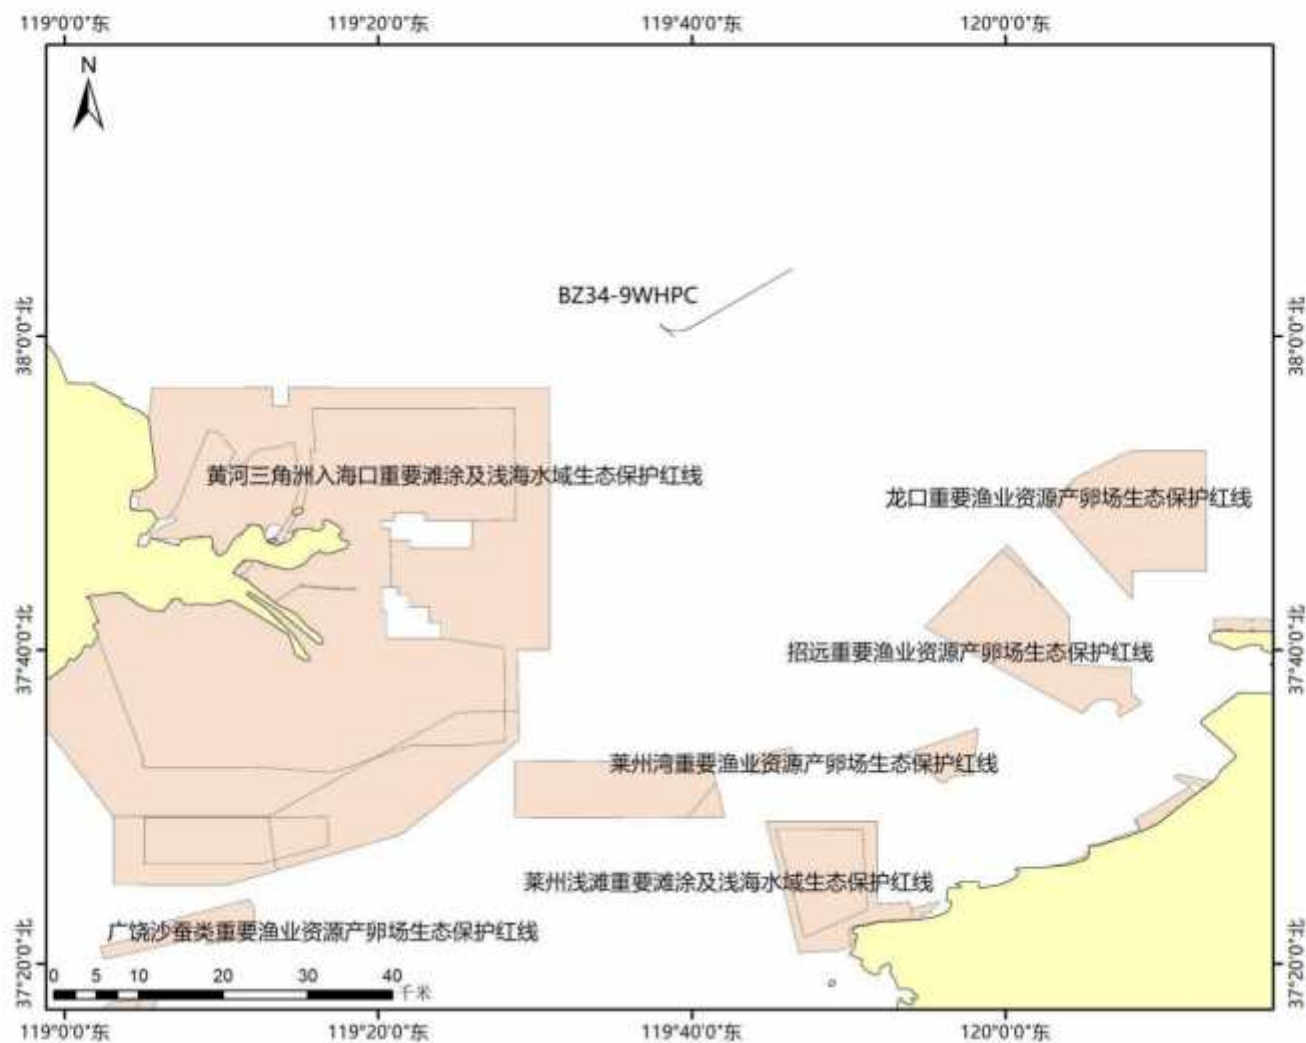 119°0'0"东 119°20'0"东 119°40'0"东 120°0'0"东
N
BZ34-9WHPC
38°0'0"北 38°0'0"北
黄河三角洲入海口重要滩涂及浅海水域生态保护红线
龙口重要渔业资源产卵场生态保护红线
37°40'0"北 37°40'0"北
招远重要渔业资源产卵场生态保护红线
莱州湾重要渔业资源产卵场生态保护红线
莱州浅滩重要滩涂及浅海水域生态保护红线
广饶沙蚕类重要渔业资源产卵场生态保护红线
37°20'0"北 37°20'0"北
0 5 10 20 30 40
千米
119°0'0"东 119°20'0"东 119°40'0"东 120°0'0"东